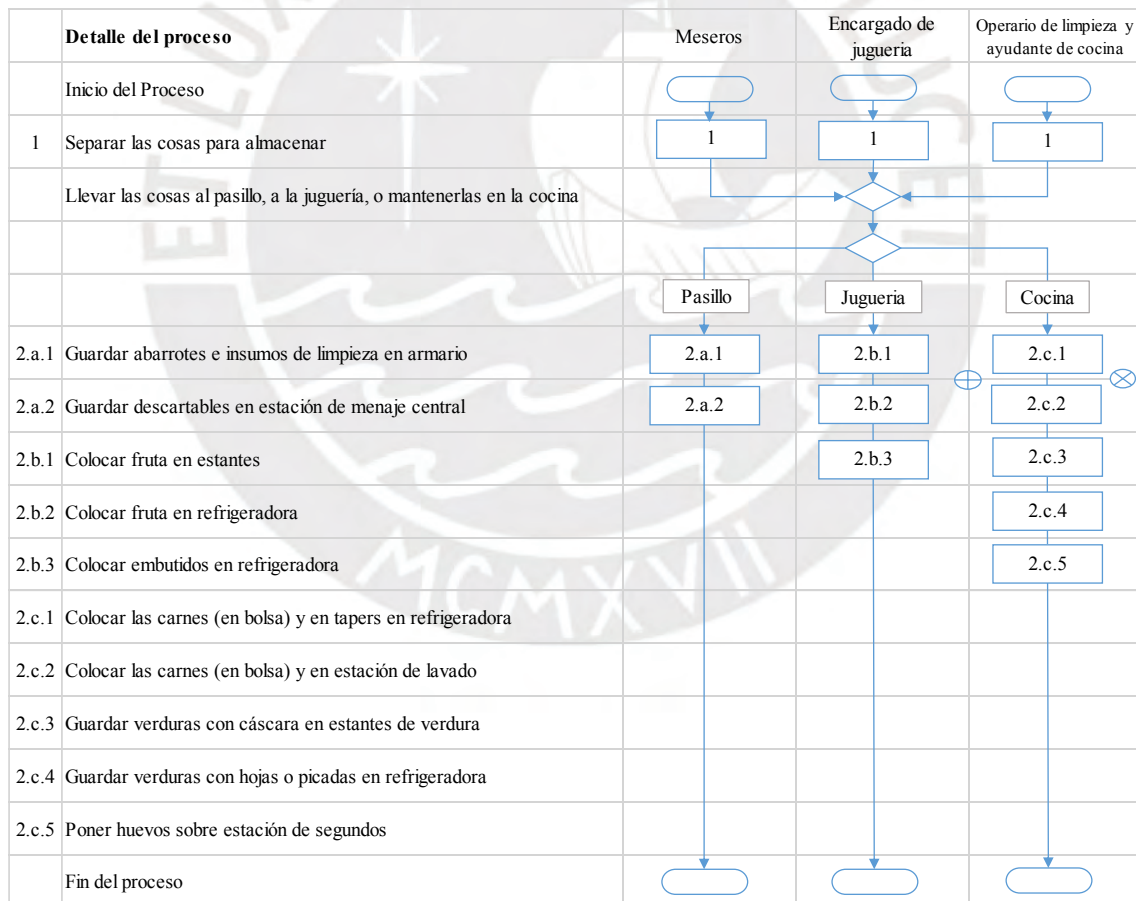 Detalle del proceso
Meseros
Encargado de
jugueria
Operario de limpieza y
ayudante de cocina
Inicio del Proceso
1 Separar las cosas para almacenar
1
1
1
Llevar las cosas al pasillo, a la juguería, o mantenerlas en la cocina
Pasillo
Jugueria
Cocina
2.a.1 Guardar abarrotes e insumos de limpieza en armario
2.a.1
2.b.1
2.c.1
2.a.2 Guardar descartables en estación de menaje central
2.a.2
2.b.2
2.c.2
2.b.1 Colocar fruta en estantes
2.b.3
2.c.3
2.b.2 Colocar fruta en refrigeradora
2.c.4
2.b.3 Colocar embutidos en refrigeradora
2.c.5
2.c.1 Colocar las carnes (en bolsa) y en tapers en refrigeradora
2.c.2 Colocar las carnes (en bolsa) y en estación de lavado
2.c.3 Guardar verduras con cáscara en estantes de verdura
2.c.4 Guardar verduras con hojas o picadas en refrigeradora
2.c.5 Poner huevos sobre estación de segundos
Fin del proceso
MCMXVII